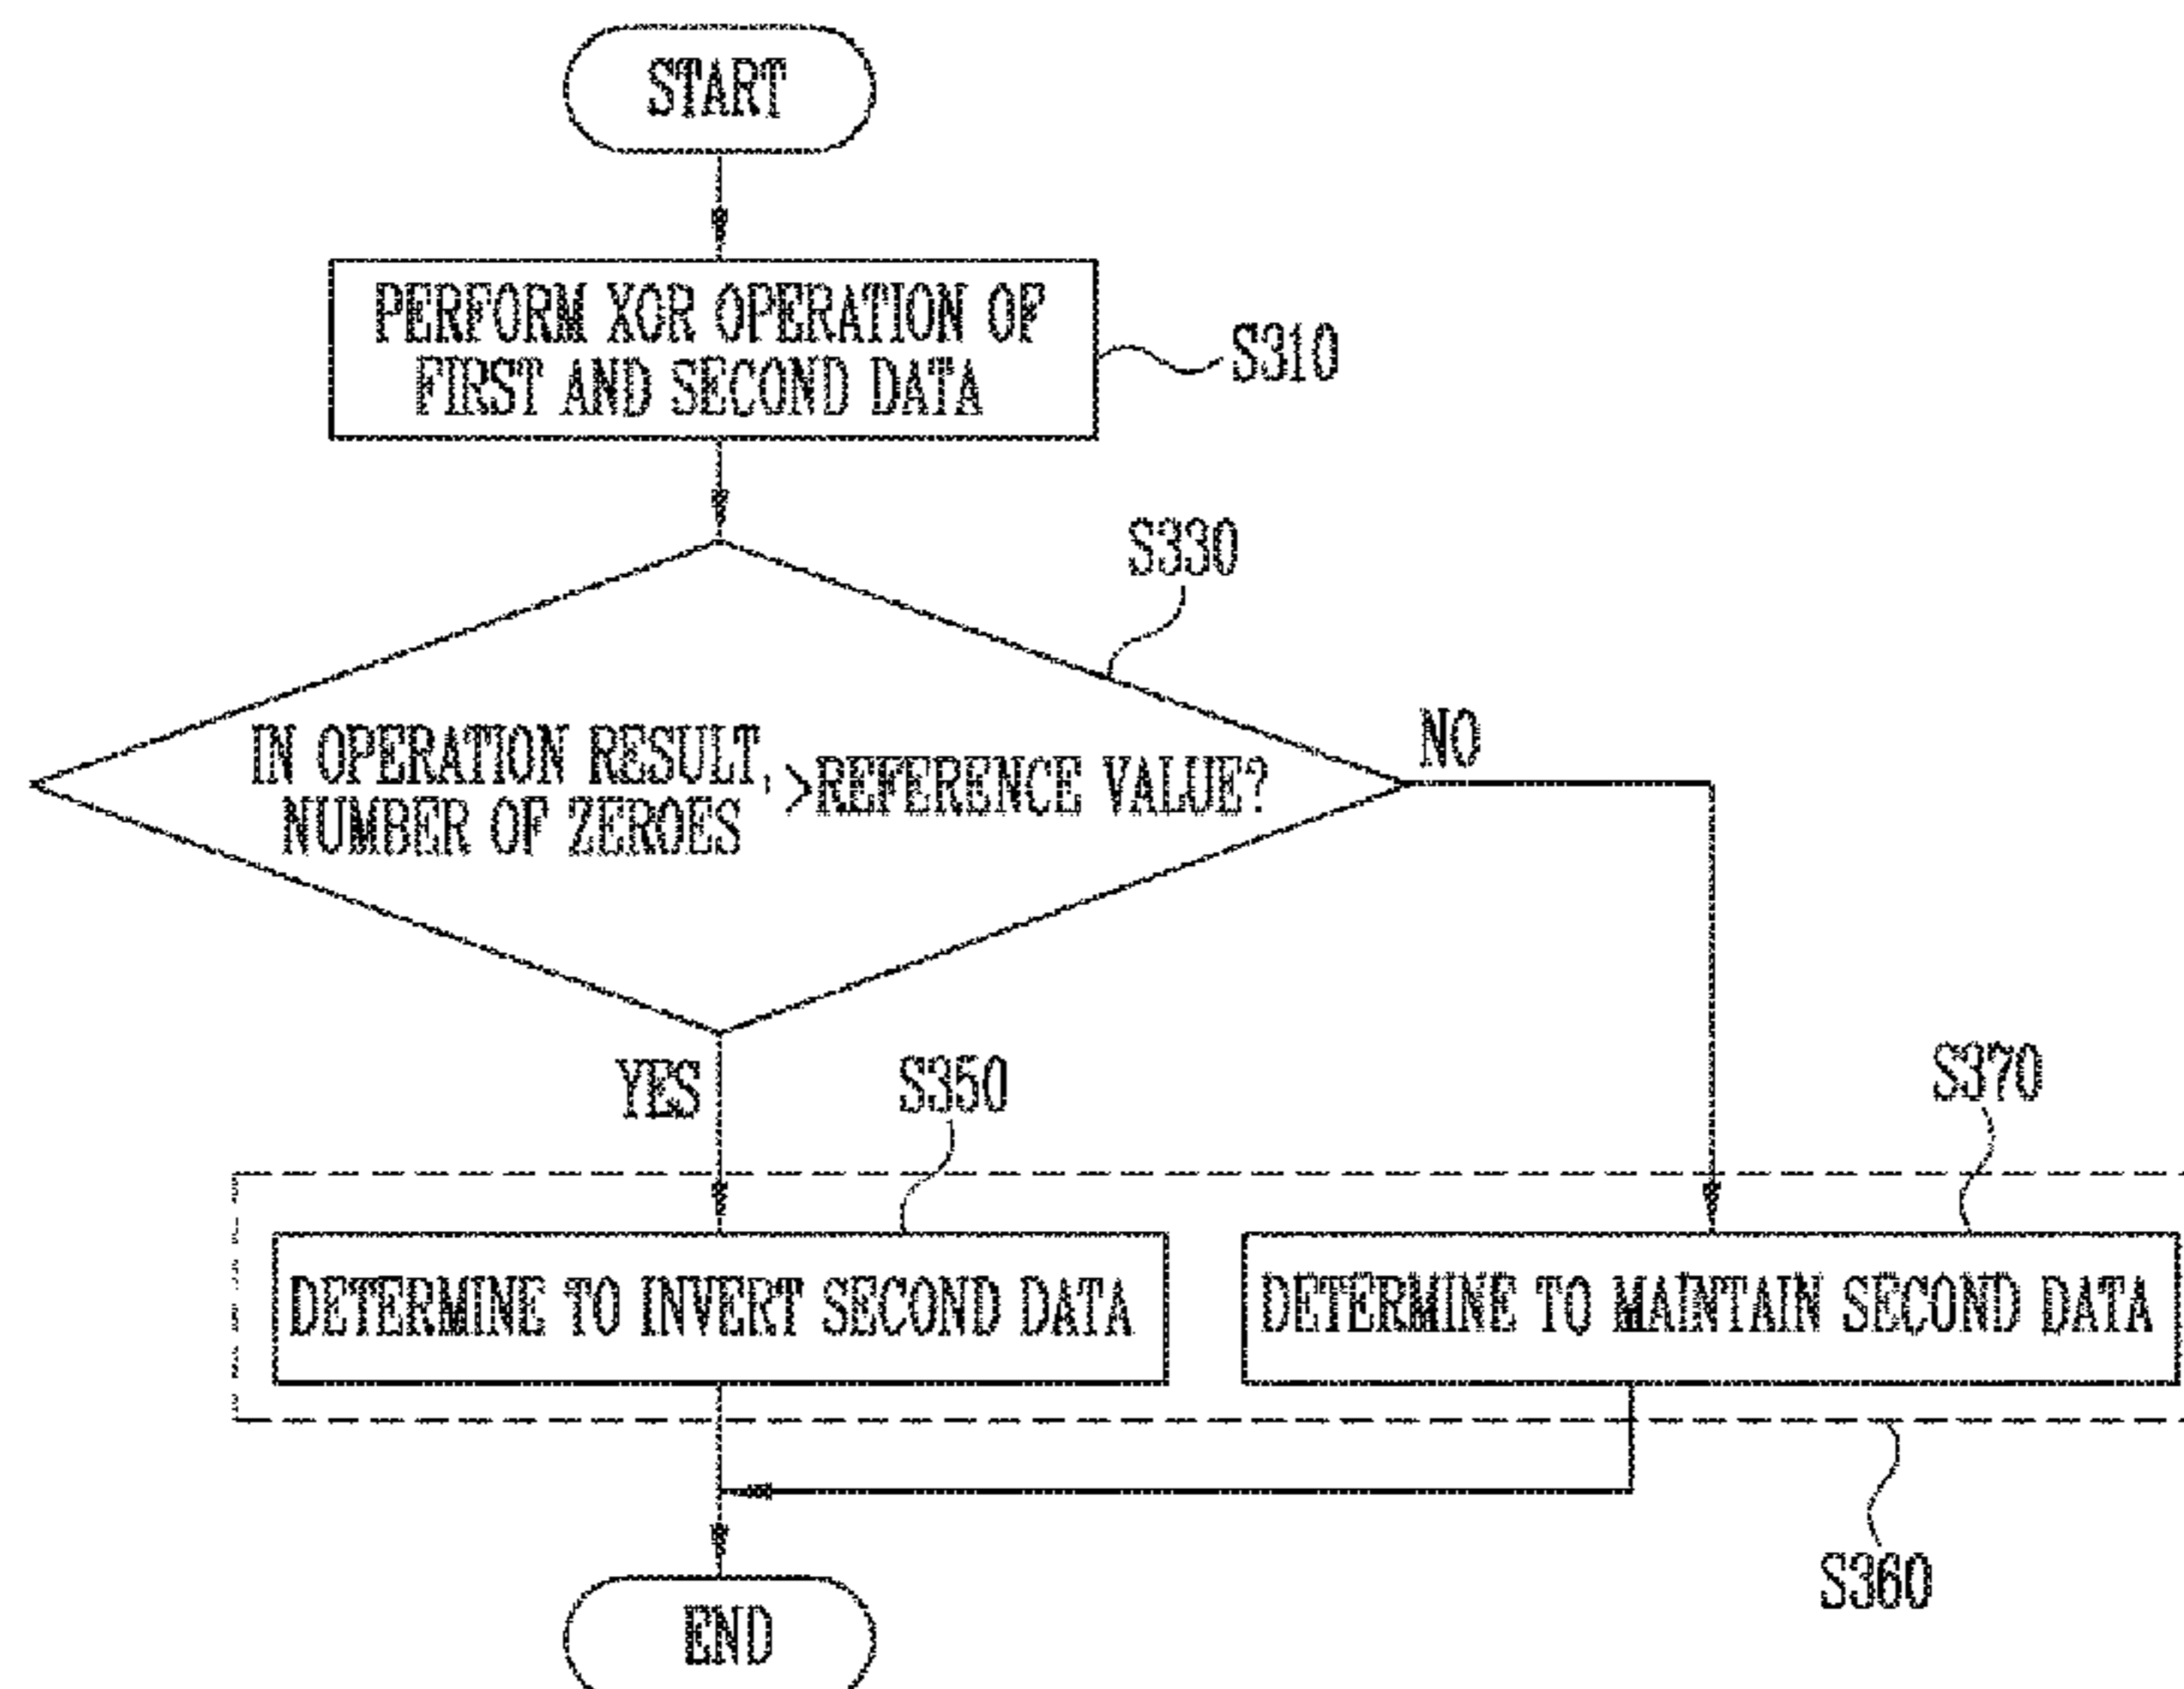 START
PERFORM XOR OPERATION OF
FIRST AND SECOND DATA
S310
S330
IN OPERATION RESULT,
NUMBER OF ZEROES
>REFERENCE VALUE?
NO
YES
S350
S370
DETERMINE TO INVERT SECOND DATA
DETERMINE TO MAINTAIN SECOND DATA
S360
END